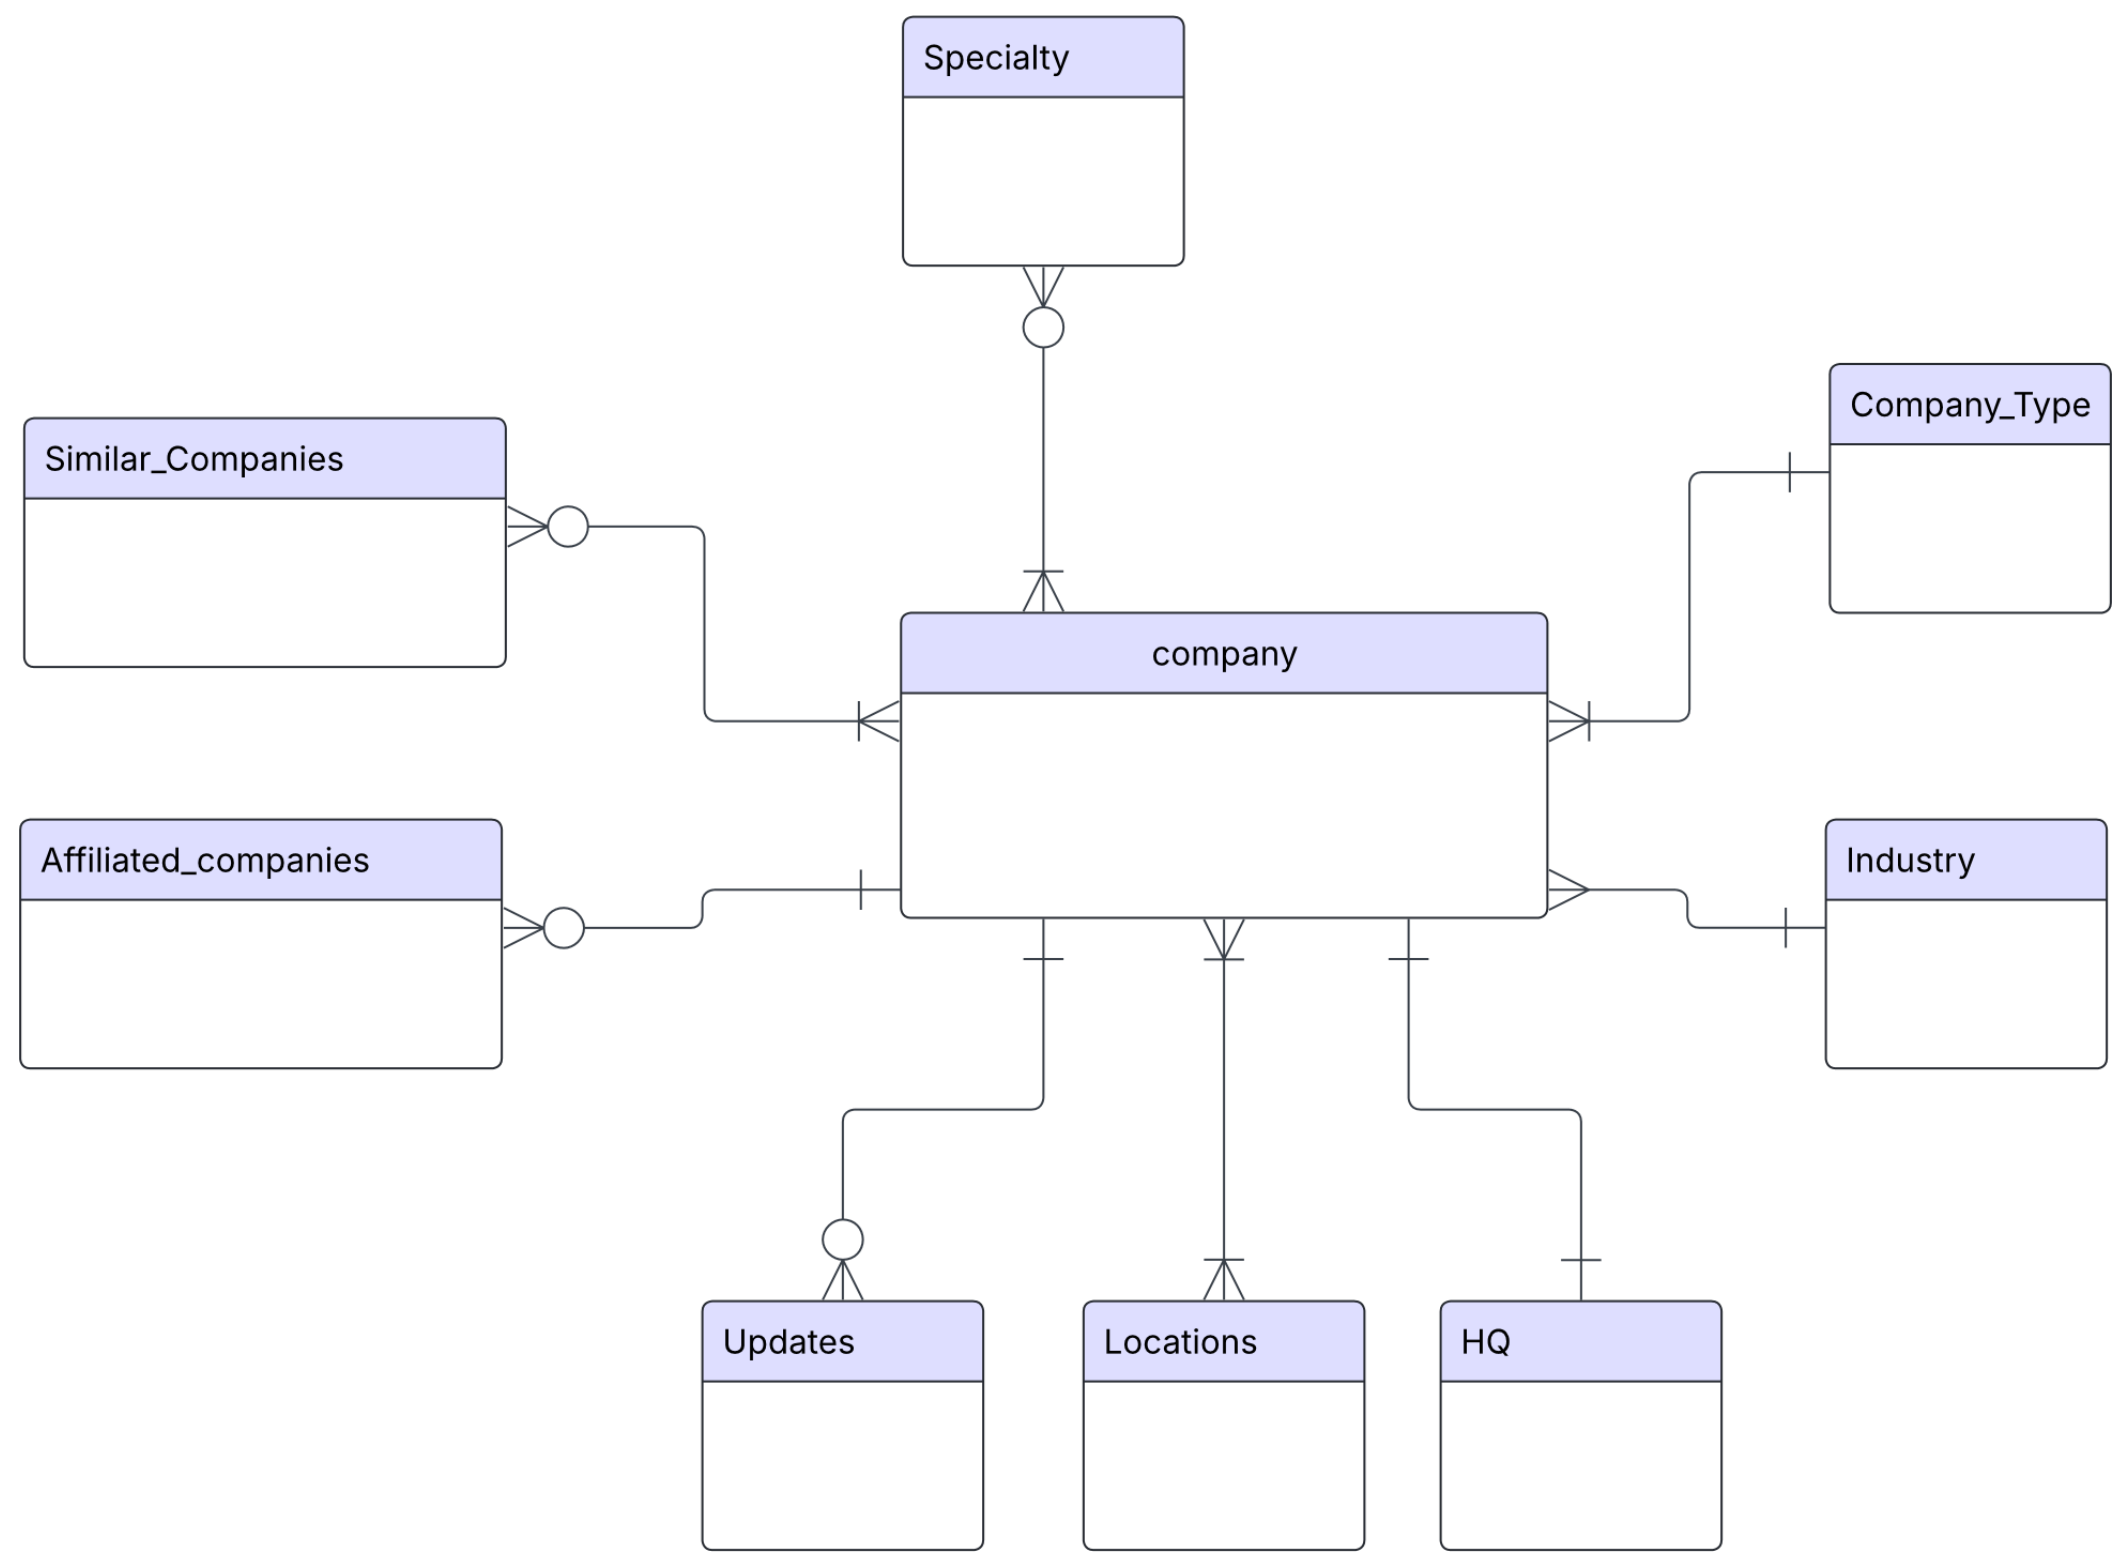 Specialty
Company_Type
Similar_Companies
company
Affiliated_companies
Industry
Updates
Locations
HQ